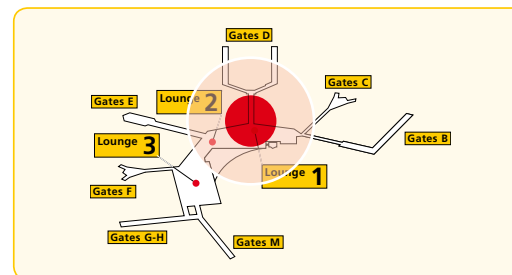 Gates D
Gates C
Gates E
Lounge 2
Gates B
Lounge 3
Lounge 1
Gates F
Gates G-H
Gates M